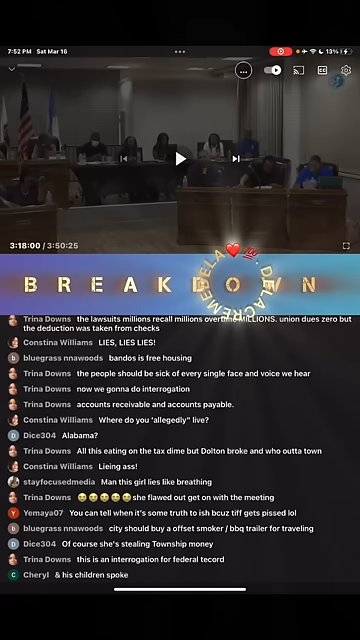 7:52 PM Sat Mar 16
13%
CC
3:18:00 / 3:50:25
BREAKDOWN
DELACREMEDELA
Trina Downs the lawsuits millions recall millions overtime MILLIONS. union dues zero but
the deduction was taken from checks
Constina Williams LIES, LIES LIES!
b bluegrass nnawoods bandos is free housing
Trina Downs the people should be sick of every single face and voice we hear
Trina Downs now we gonna do interrogation
Trina Downs accounts receivable and accounts payable.
Constina Williams Where do you 'allegedly" live?
D Dice304 Alabama?
Trina Downs All this eating on the tax dime but Dolton broke and who outta town
Constina Williams Lieing ass!
stayfocusedmedia Man this girl lies like breathing
Trina Downs 😂😂😂😂😂she flawed out get on with the meeting
Y Yemaya07 You can tell when it's some truth to ish bcuz tiff gets pissed lol
b bluegrass nnawoods city should buy a offset smoker / bbq trailer for traveling
D Dice304 Of course she's stealing Township money
Trina Downs this is an interrogation for federal tecord
C Cheryl & his children spoke